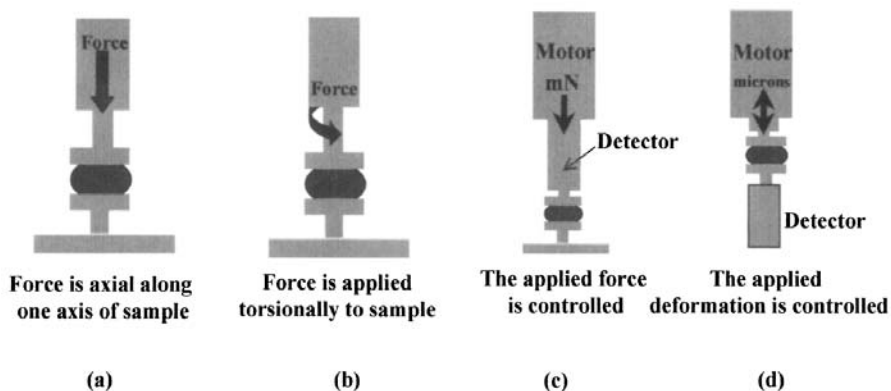 Force
Force
Motor
mN
Detector
Motor
microns
Detector
Force is axial along
one axis of sample
Force is applied
torsionally to sample
The applied force
is controlled
The applied
deformation is controlled
(a)
(b)
(c)
(d)